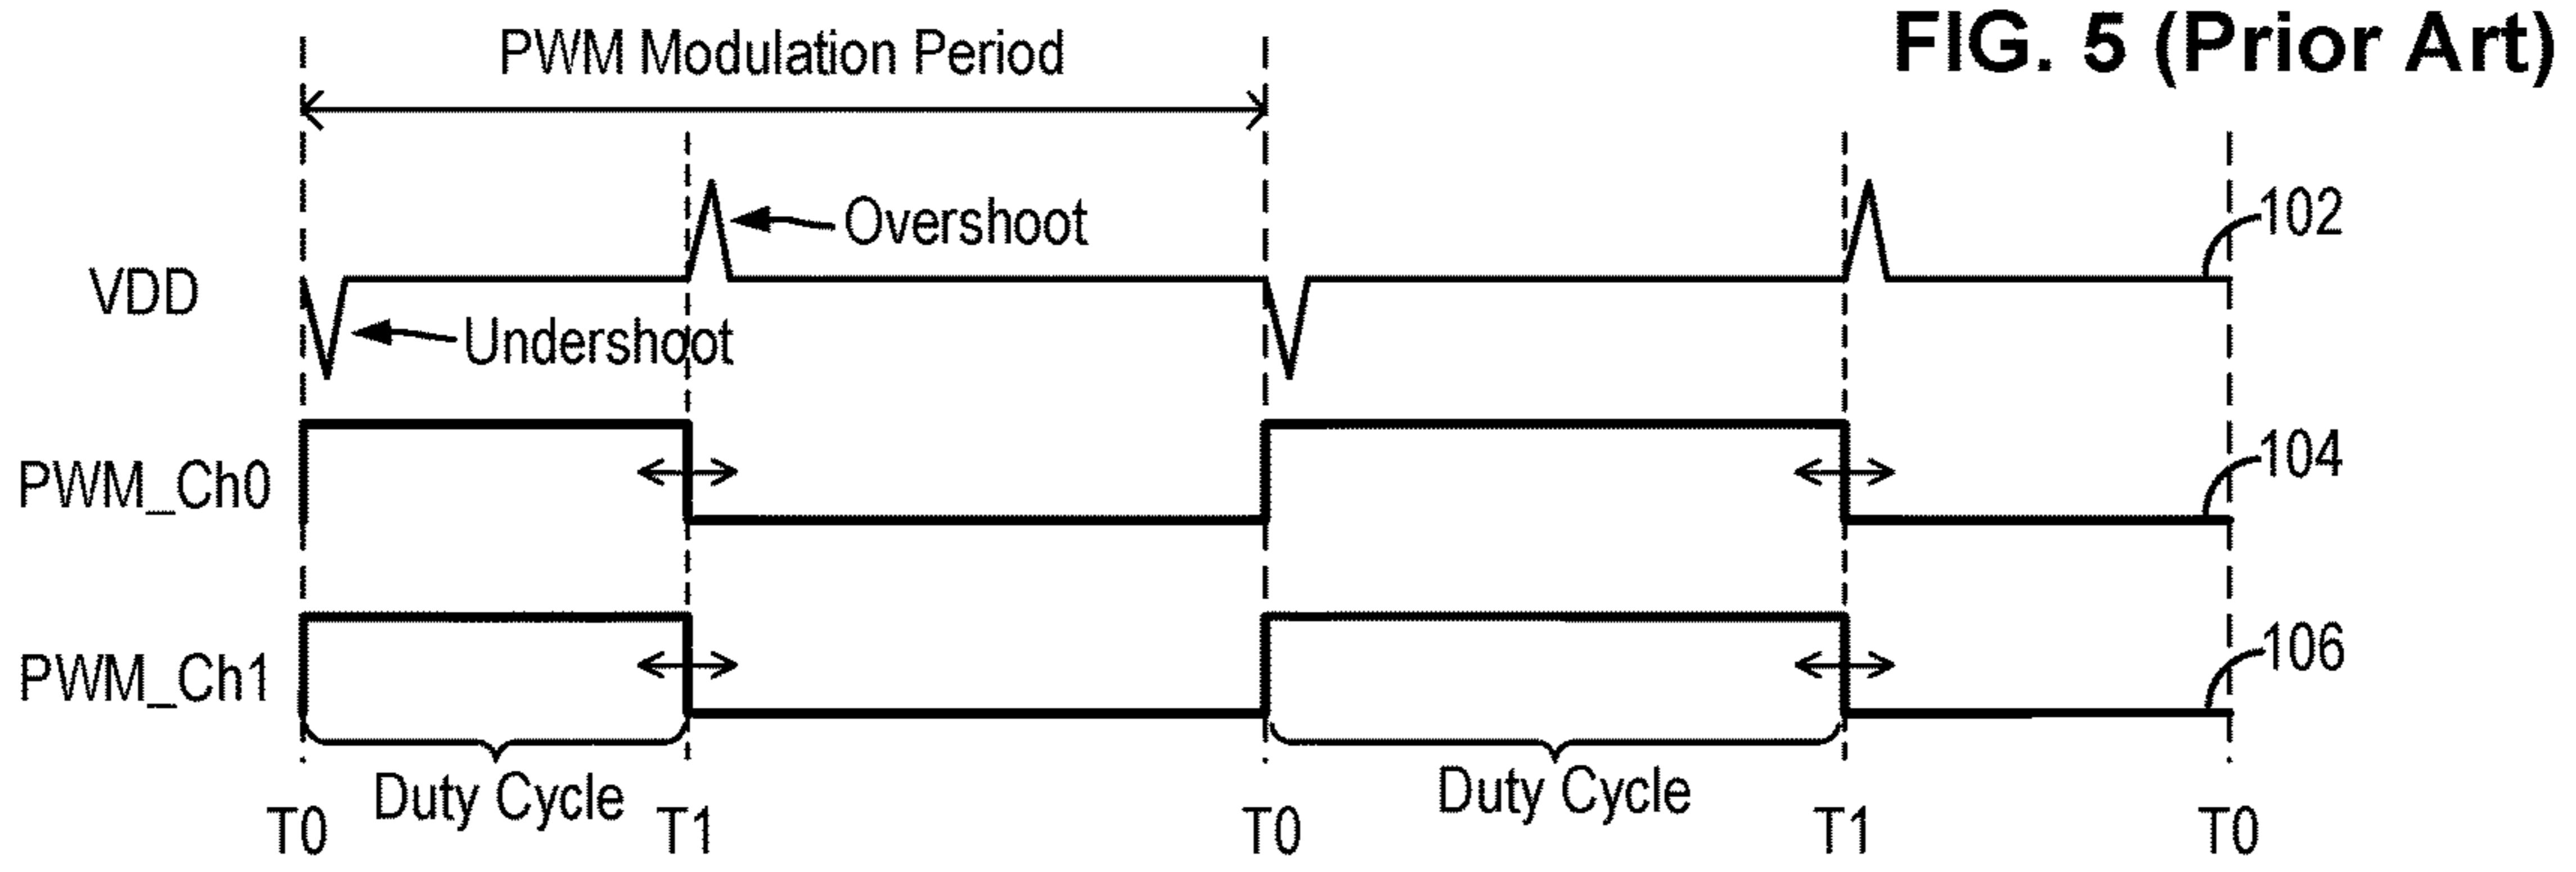 FIG. 5 (Prior Art)
PWM Modulation Period
Overshoot
102
VDD
Undershoot
PWM_Ch0
104
PWM_Ch1
106
Duty Cycle
Duty Cycle
T0
T1
T0
T1
T0